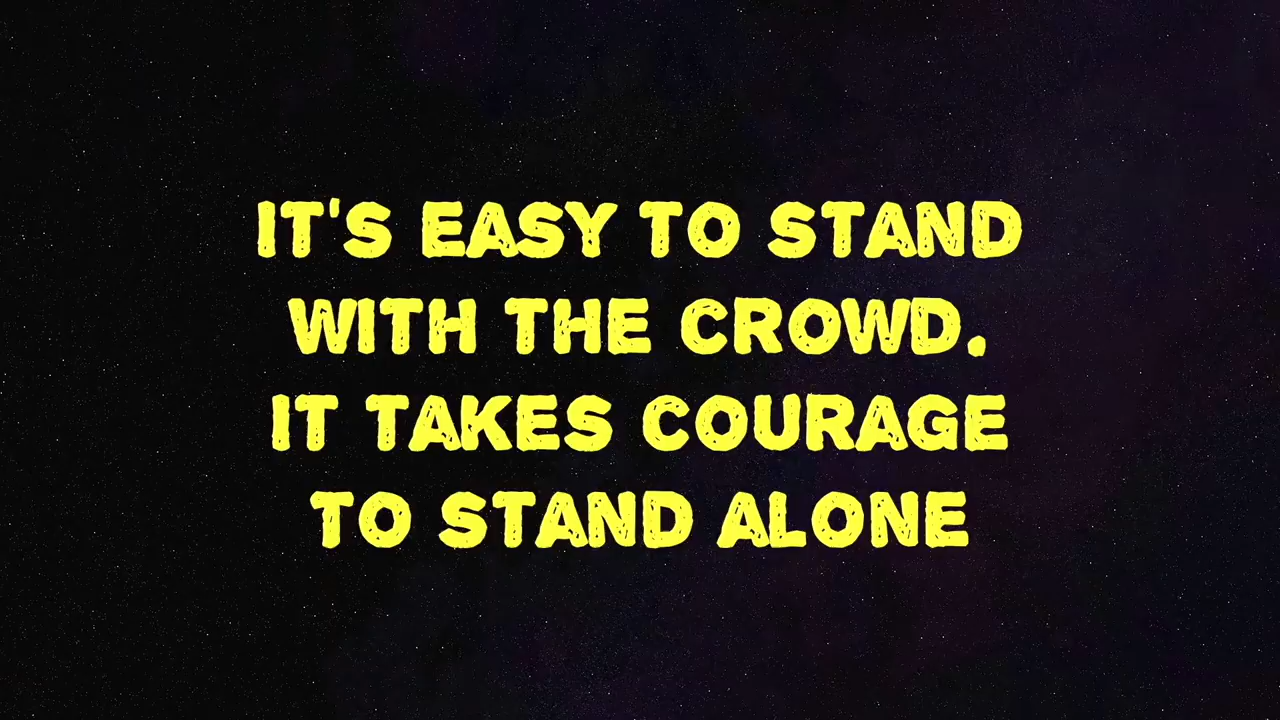 IT'S EASY TO STAND
WITH THE CROWD.
IT TAKES COURAGE
TO STAND ALONE